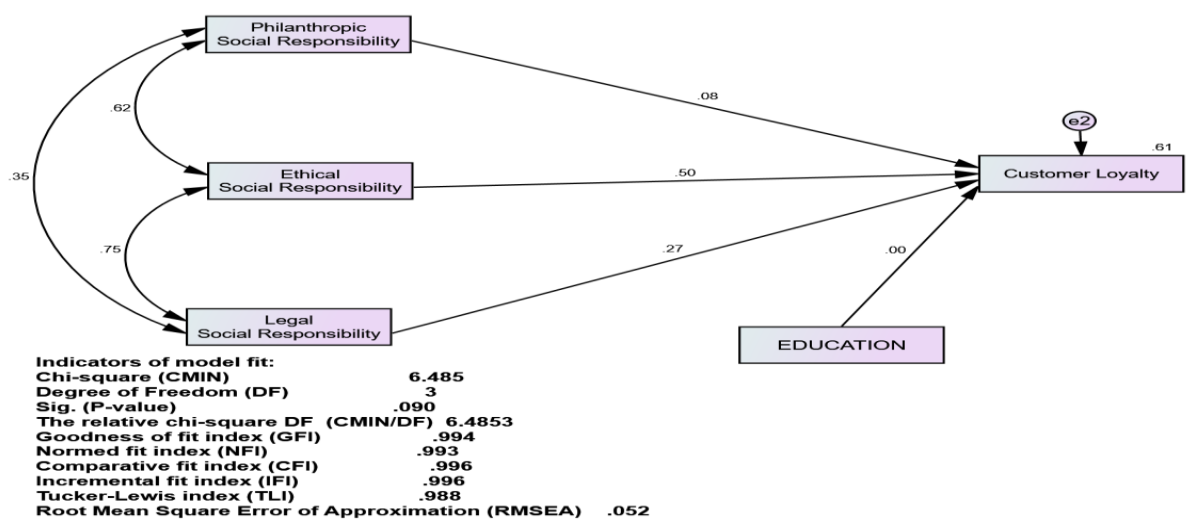 Philanthropic
Social Responsibility
.35
.62
.08
e2
.61
Ethical
Social Responsibility
.50
Customer Loyalty
.75
.27
.00
Legal
Social Responsibility
EDUCATION
Indicators of model fit:
Chi-square (CMIN) 6.485
Degree of Freedom (DF) 3
Sig. (P-value) .090
The relative chi-square DF (CMIN/DF) 6.4853
Goodness of fit index (GFI) .994
Normed fit index (NFI) .993
Comparative fit index (CFI) .996
Incremental fit index (IFI) .996
Tucker-Lewis index (TLI) .988
Root Mean Square Error of Approximation (RMSEA) .052